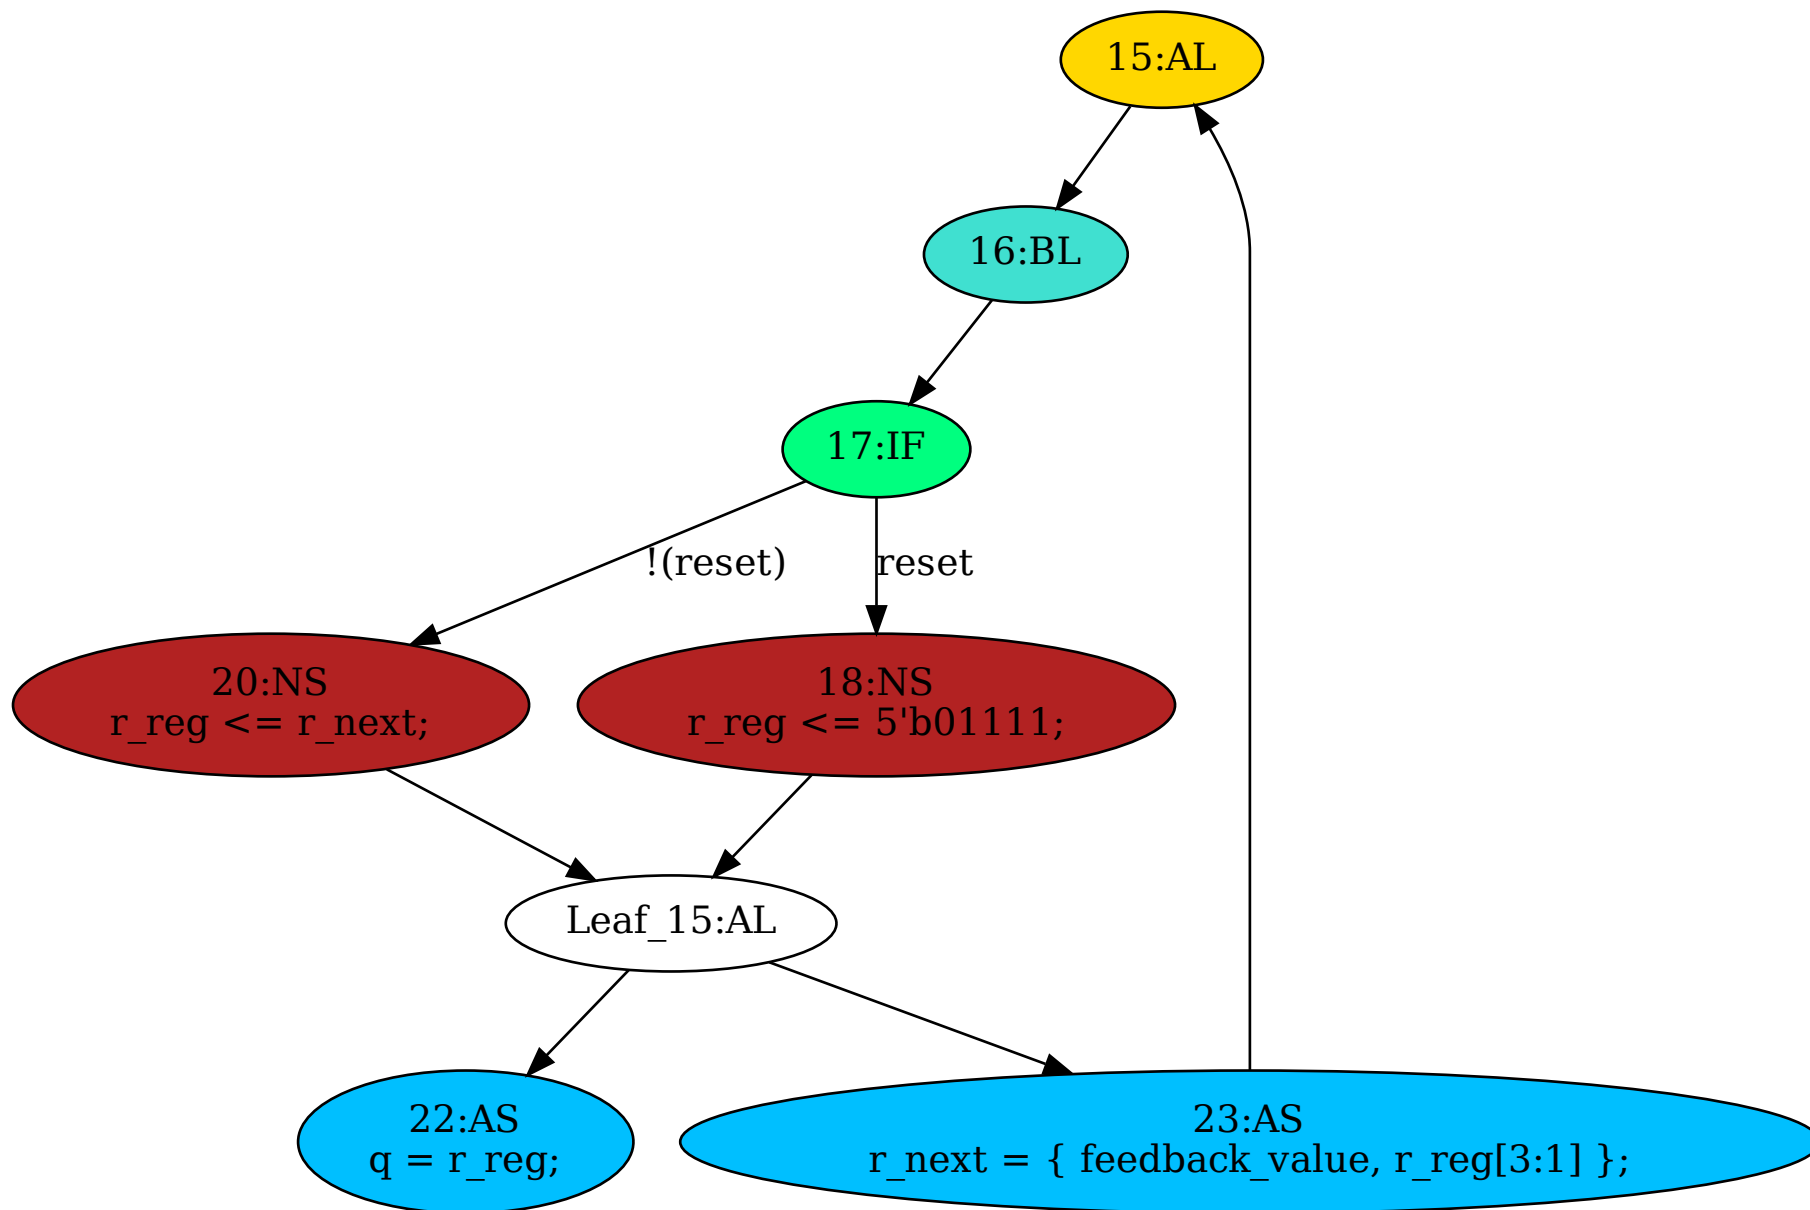 15:AL
16:BL
17:IF
!(reset)
reset
20:NS
r_reg <= r_next;
18:NS
r_reg <= 5'b01111;
Leaf_15:AL
22:AS
q = r_reg;
23:AS
r_next = { feedback_value, r_reg[3:1] };